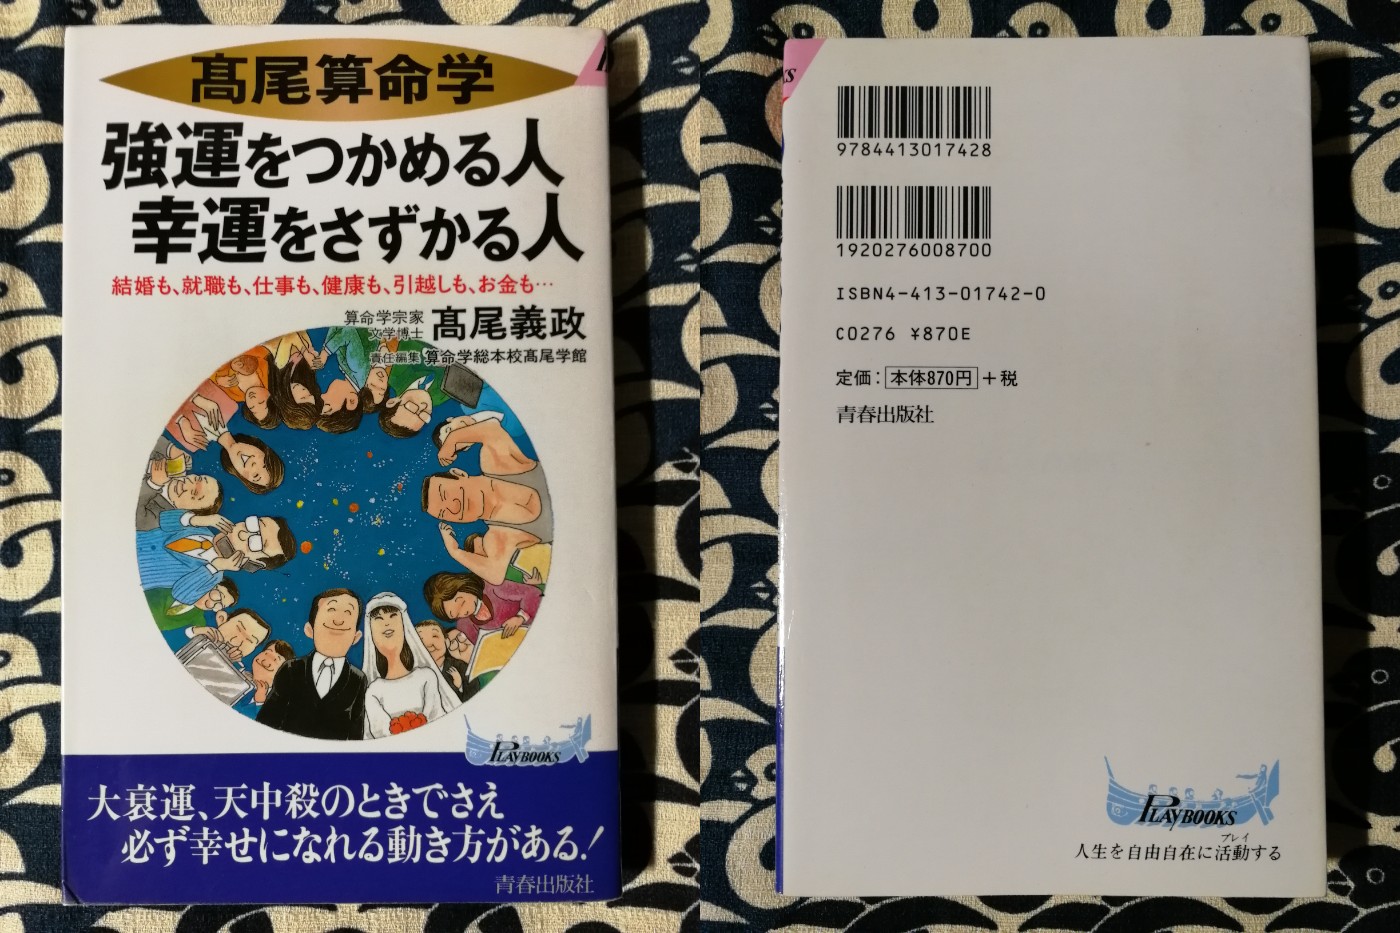 髙尾算命学
強運をつかめる人
幸運をさずかる人
結婚も、就職も、仕事も、健康も、引越しも、お金も…
算命学宗家
文学博士
髙尾義政
責任編集 算命学総本校髙尾学館
PLAYBOOKS
大衰運、天中殺のときでさえ
必ず幸せになれる動き方がある!
青春出版社
KS
9784413017428
1920276008700
ISBN4-413-01742-0
C0276 ¥870E
定価:本体870円+税
青春出版社
PLAYBOOKS
プレイ
人生を自由自在に活動する